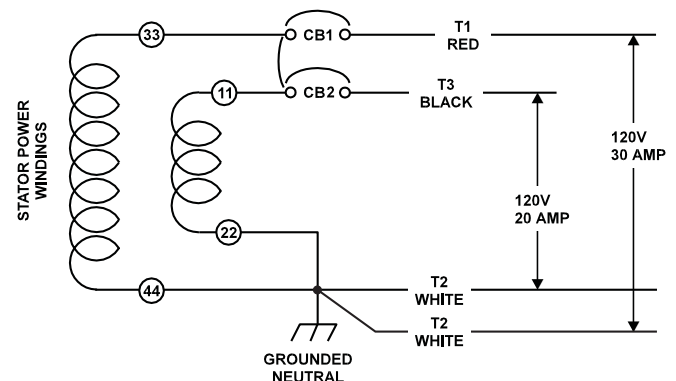 33
CB1
T1
RED
11
CB2
T3
BLACK
STATOR POWER
WINDINGS
120V
30 AMP
120V
20 AMP
22
44
T2
WHITE
T2
WHITE
GROUNDED
NEUTRAL